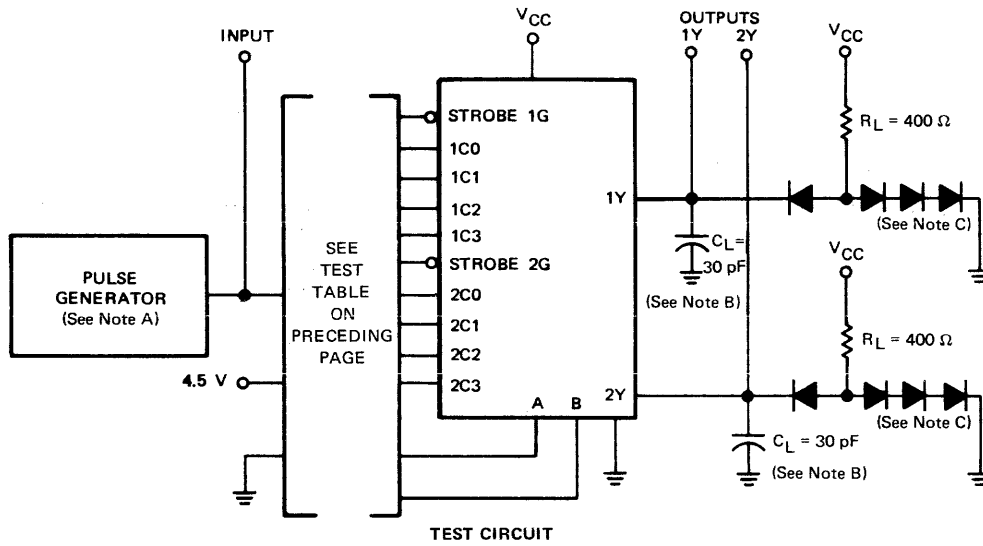 INPUT
VCC
OUTPUTS
1Y 2Y
VCC
STROBE 1G
1C0
1C1
1C2
1C3
STROBE 2G
2C0
2C1
2C2
2C3
A B
1Y
2Y
RL = 400 Ω
(See Note C)
CL =
30 pF
(See Note B)
VCC
RL = 400 Ω
(See Note C)
CL = 30 pF
(See Note B)
PULSE
GENERATOR
(See Note A)
4.5 V
SEE
TEST
TABLE
ON
PRECEDING
PAGE
TEST CIRCUIT